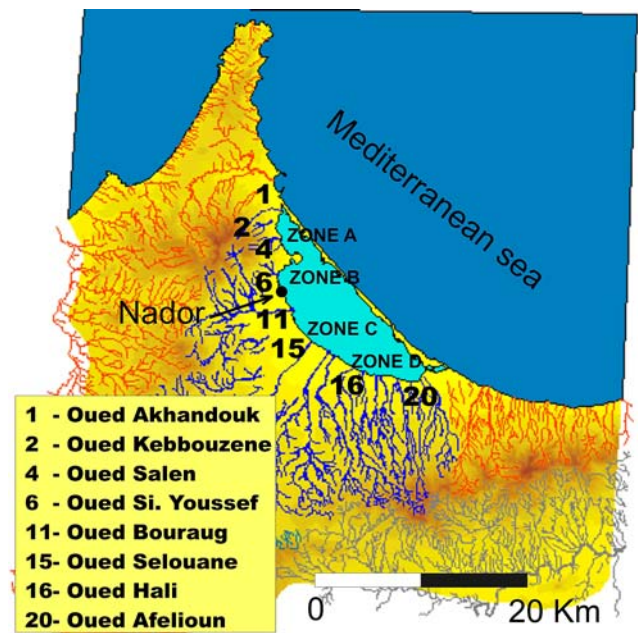 Mediterranean sea
1
2
ZONE A
4
6
ZONE B
Nador
11
ZONE C
15
ZONE D
16
20
1 - Oued Akhandouk
2 - Oued Kebbouzene
4 - Oued Salen
6 - Oued Si. Youssef
11- Oued Bouraug
15- Oued Selouane
16- Oued Hali
20- Oued Afelioun
0 20 Km